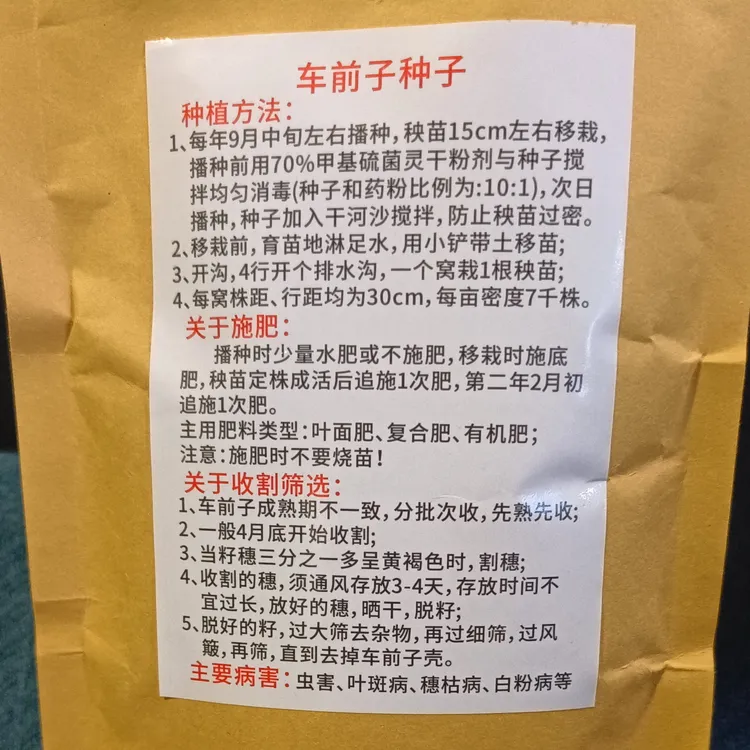 车前子种子
种植方法：
1、每年9月中旬左右播种，秧苗15cm左右移栽，
播种前用70%甲基硫菌灵干粉剂与种子搅
拌均匀消毒(种子和药粉比例为:10:1)，次日
播种，种子加入干河沙搅拌，防止秧苗过密。
2、移栽前，育苗地淋足水，用小铲带土移苗；
3、开沟，4行开个排水沟，一个窝栽1根秧苗；
4、每窝株距、行距均为30cm，每亩密度7千株。
关于施肥：
播种时少量水肥或不施肥，移栽时施底
肥，秧苗定株成活后追施1次肥，第二年2月初
追施1次肥。
主用肥料类型：叶面肥、复合肥、有机肥；
注意：施肥时不要烧苗！
关于收割筛选：
1、车前子成熟期不一致，分批次收，先熟先收；
2、一般4月底开始收割；
3、当籽穗三分之一多呈黄褐色时，割穗；
4、收割的穗，须通风存放3-4天，存放时间不
宜过长，放好的穗，晒干，脱籽；
5、脱好的籽，过大筛去杂物，再过细筛，过风
簸，再筛，直到去掉车前子壳。
主要病害：虫害、叶斑病、穗枯病、白粉病等